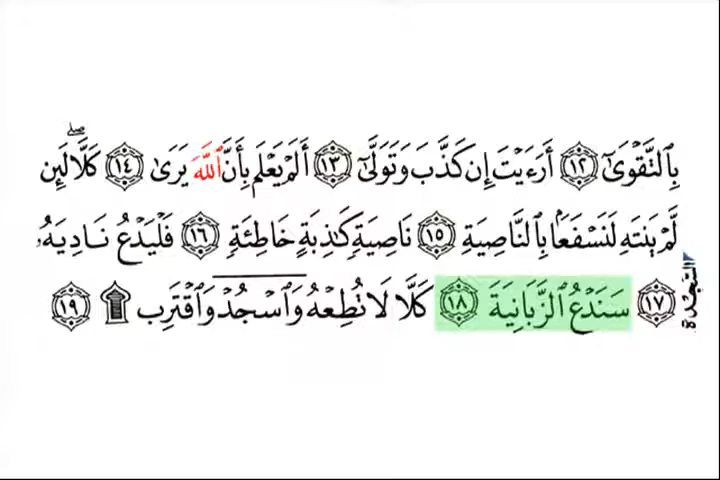 بِٱلتَّقۡوَىٰٓ ١٢ أَرَءَيۡتَ إِن كَذَّبَ وَتَوَلَّىٰٓ ١٣ أَلَمۡ يَعۡلَم بِأَنَّ ٱللَّهَ يَرَىٰ ١٤ كَلَّاۖ لَئِن
لَّمۡ يَنتَهِ لَنَسۡفَعَۢا بِٱلنَّاصِيَةِ ١٥ نَاصِيَةٖ كَٰذِبَةٍ خَاطِئَةٖ ١٦ فَلۡيَدۡعُ نَادِيَهُۥ
١٧ سَنَدۡعُ ٱلزَّبَانِيَةَ ١٨ كَلَّا لَا تُطِعۡهُ وَٱسۡجُدۡۤ وَٱقۡتَرِب ۩ ١٩
السَّجْدَة